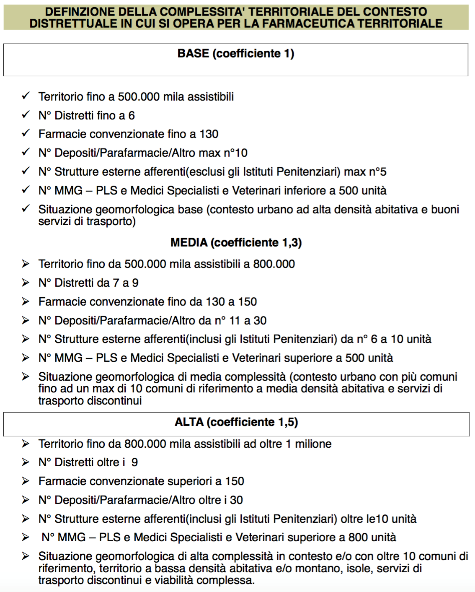 DEFINZIONE DELLA COMPLESSITA' TERRITORIALE DEL CONTESTO
DISTRETTUALE IN CUI SI OPERA PER LA FARMACEUTICA TERRITORIALE
BASE (coefficiente 1)
✓ Territorio fino a 500.000 mila assistibili
✓ N° Distretti fino a 6
✓ Farmacie convenzionate fino a 130
✓ N° Depositi/Parafarmacie/Altro max n°10
✓ N° Strutture esterne afferenti(esclusi gli Istituti Penitenziari) max n°5
✓ N° MMG – PLS e Medici Specialisti e Veterinari inferiore a 500 unità
✓ Situazione geomorfologica base (contesto urbano ad alta densità abitativa e buoni
servizi di trasporto)
MEDIA (coefficiente 1,3)
➢ Territorio fino da 500.000 mila assistibili a 800.000
➢ N° Distretti da 7 a 9
➢ Farmacie convenzionate fino da 130 a 150
➢ N° Depositi/Parafarmacie/Altro da n° 11 a 30
➢ N° Strutture esterne afferenti(inclusi gli Istituti Penitenziari) da n° 6 a 10 unità
➢ N° MMG – PLS e Medici Specialisti e Veterinari superiore a 500 unità
➢ Situazione geomorfologica di media complessità (contesto urbano con più comuni
fino ad un max di 10 comuni di riferimento a media densità abitativa e servizi di
trasporto discontinui
ALTA (coefficiente 1,5)
➢ Territorio fino da 800.000 mila assistibili ad oltre 1 milione
➢ N° Distretti oltre i 9
➢ Farmacie convenzionate superiori a 150
➢ N° Depositi/Parafarmacie/Altro oltre i 30
➢ N° Strutture esterne afferenti(inclusi gli Istituti Penitenziari) oltre le10 unità
➢ N° MMG – PLS e Medici Specialisti e Veterinari superiore a 800 unità
➢ Situazione geomorfologica di alta complessità in contesto e/o con oltre 10 comuni di
riferimento, territorio a bassa densità abitativa e/o montano, isole, servizi di
trasporto discontinui e viabilità complessa.